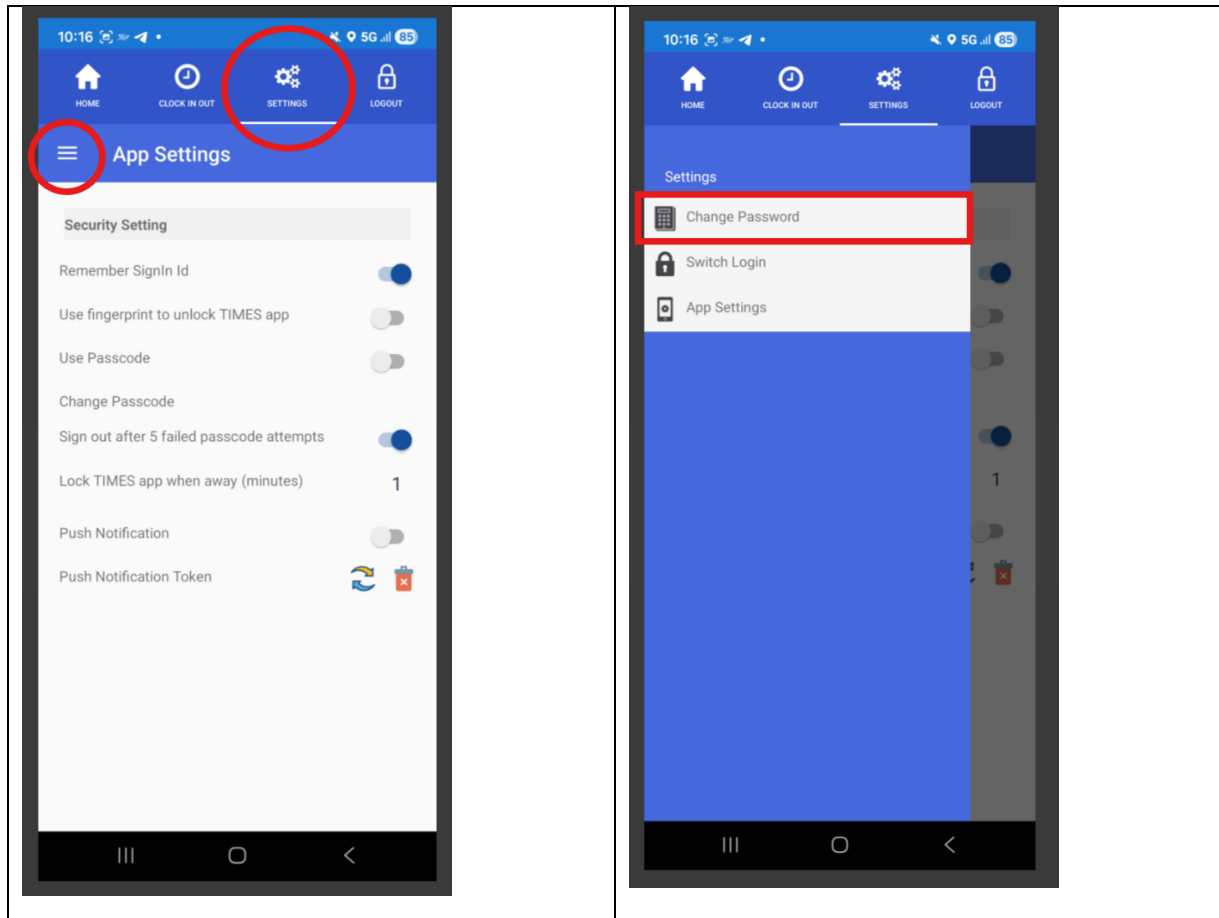 10:16
5G 85
HOME CLOCK IN OUT SETTINGS LOGOUT
App Settings
Security Setting
Remember SignIn Id
Use fingerprint to unlock TIMES app
Use Passcode
Change Passcode
Sign out after 5 failed passcode attempts
Lock TIMES app when away (minutes) 1
Push Notification
Push Notification Token
10:16
5G 85
HOME CLOCK IN OUT SETTINGS LOGOUT
Settings
Change Password
Switch Login
App Settings
1